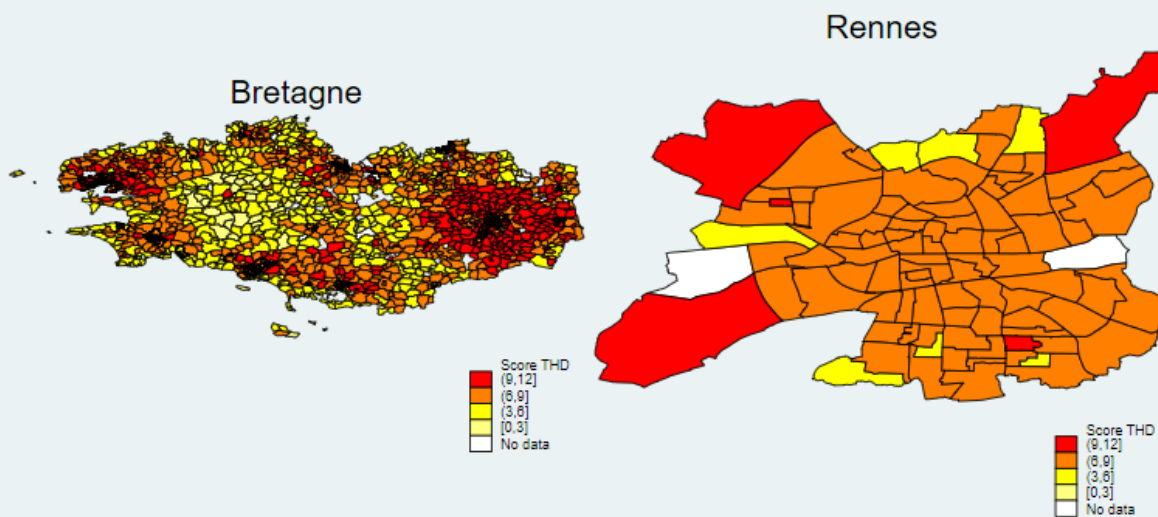 Bretagne
Score THD
(9,12]
(6,9]
(3,6]
[0,3]
No data
Rennes
Score THD
(9,12]
(6,9]
(3,6]
[0,3]
No data